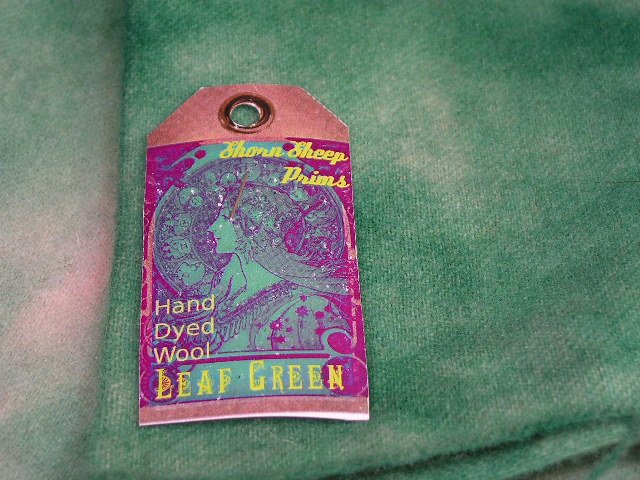 Shorn Sheep
Prims
Hand
Dyed
Wool
Leaf Green